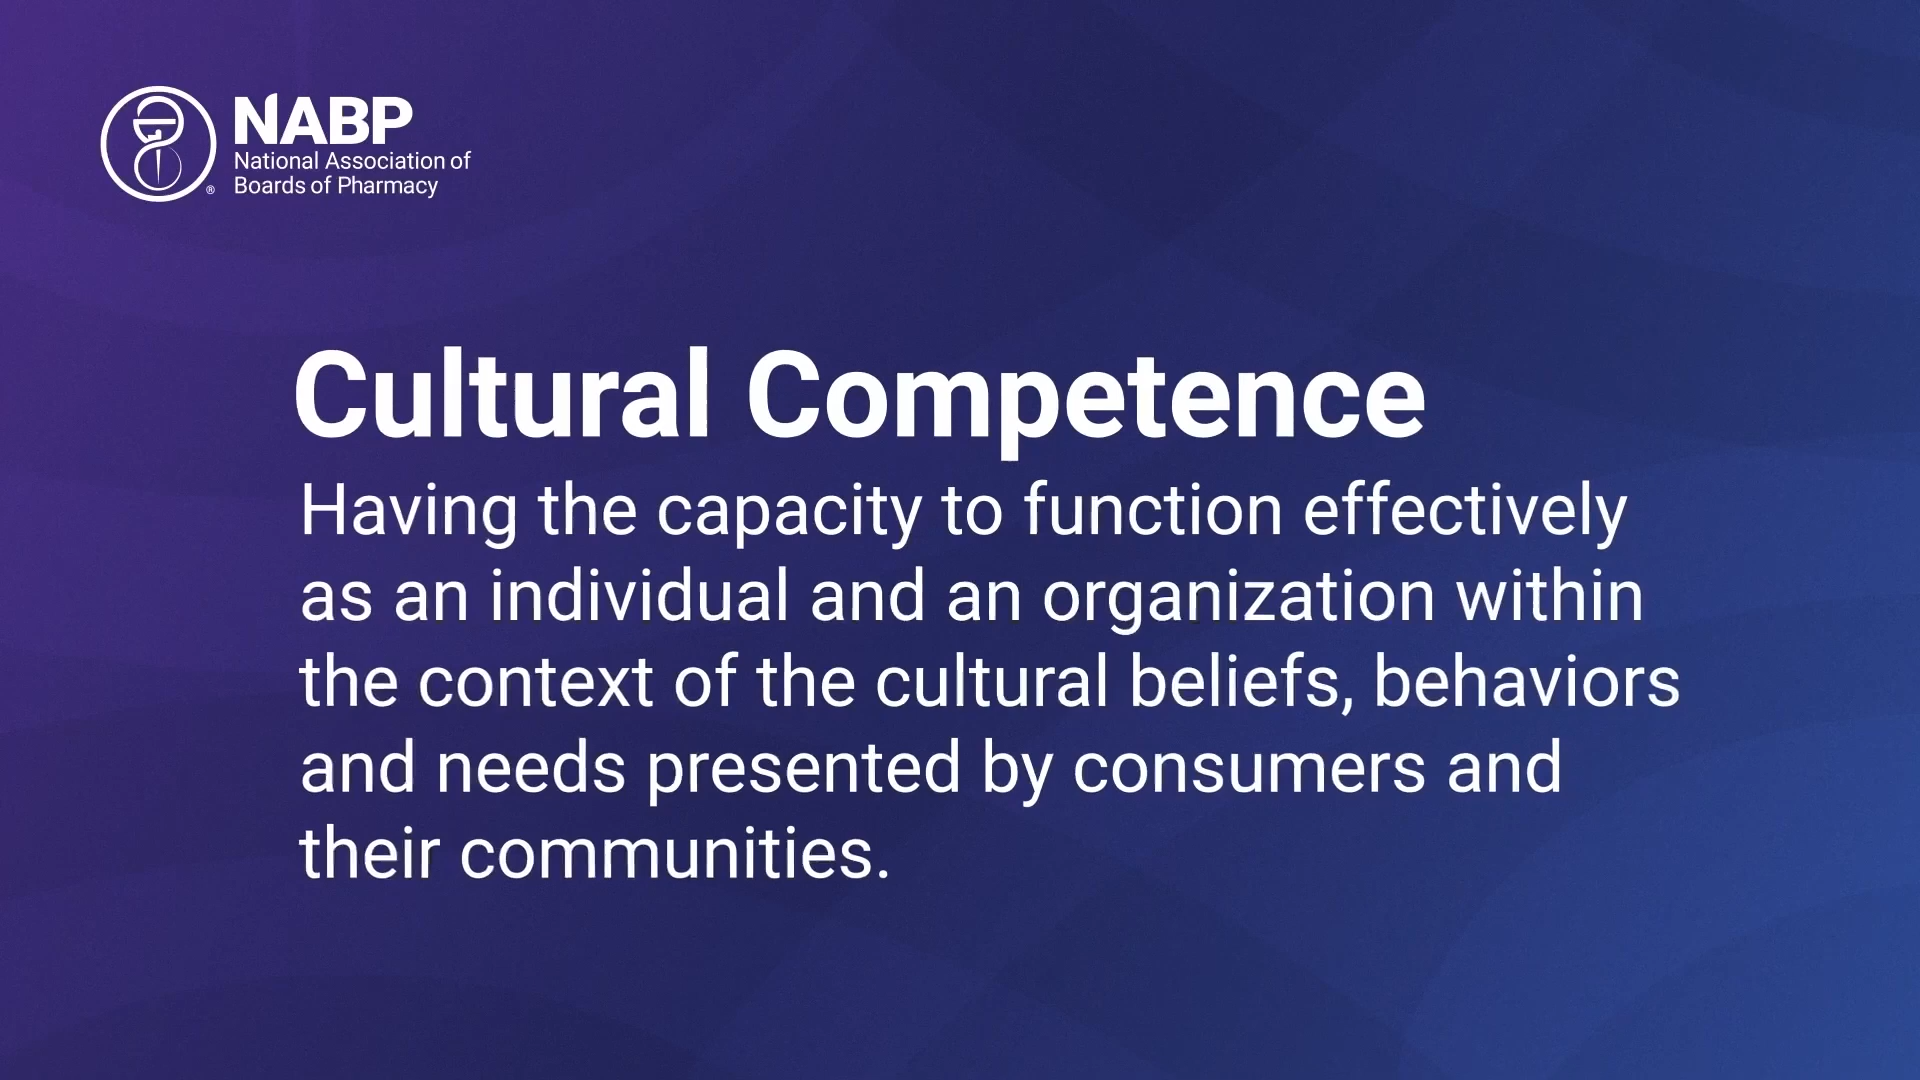 NABP
National Association of
Boards of Pharmacy
®
Cultural Competence
Having the capacity to function effectively
as an individual and an organization within
the context of the cultural beliefs, behaviors
and needs presented by consumers and
their communities.